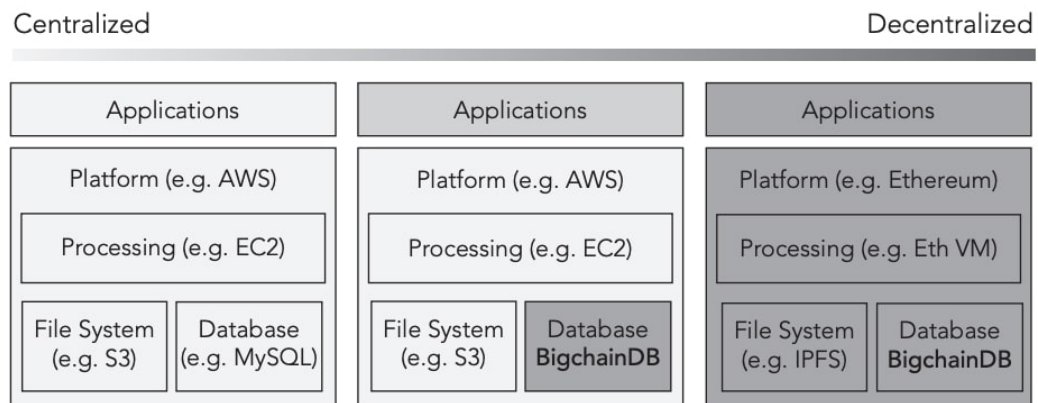 Centralized Decentralized
Applications
Platform (e.g. AWS)
Processing (e.g. EC2)
File System
(e.g. S3)
Database
(e.g. MySQL)
Applications
Platform (e.g. AWS)
Processing (e.g. EC2)
File System
(e.g. S3)
Database
BigchainDB
Applications
Platform (e.g. Ethereum)
Processing (e.g. Eth VM)
File System
(e.g. IPFS)
Database
BigchainDB